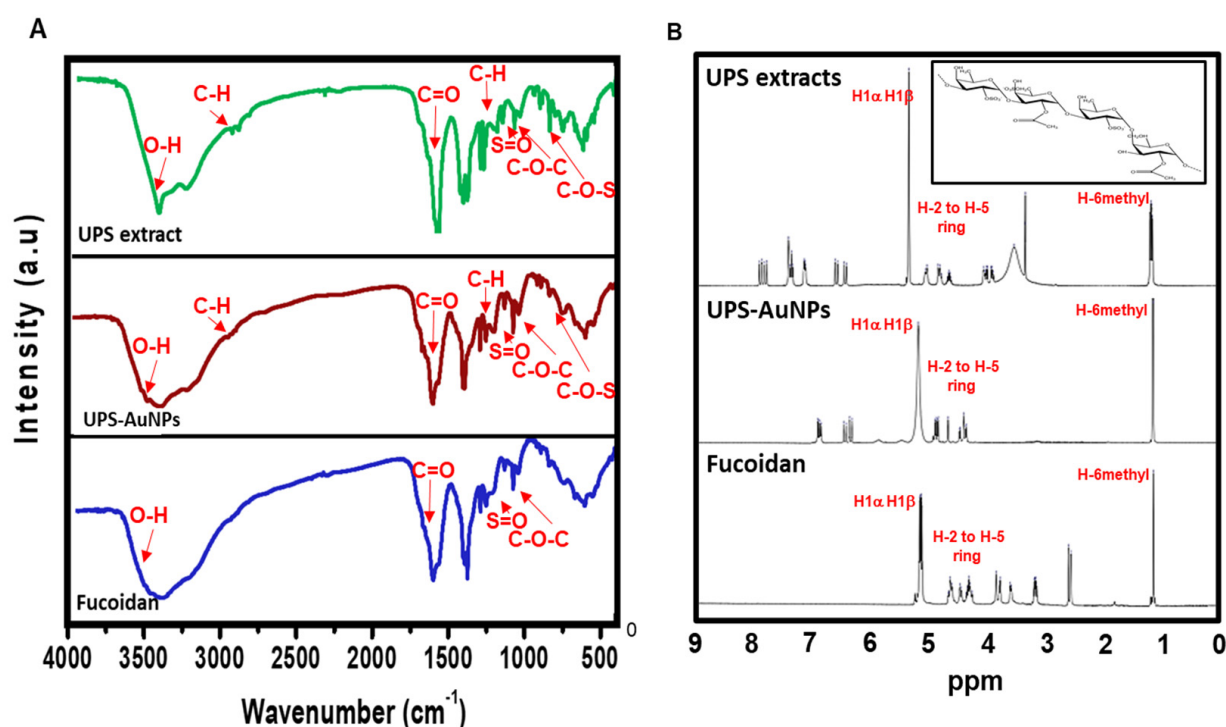 A
C-H
C-H
C=O
O-H
S=O
C-O-C
C-O-S
UPS extract
C-H
C-H
C=O
O-H
S=O
C-O-C
C-O-S
UPS-AuNPs
C=O
O-H
S=O
C-O-C
Fucoidan
Intensity (a.u)
4000 3500 3000 2500 2000 1500 1000 500
0
Wavenumber (cm-1)
B
UPS extracts
H1α H1β
H-2 to H-5
ring
H-6methyl
UPS-AuNPs
H1α H1β
H-2 to H-5
ring
H-6methyl
Fucoidan
H1α H1β
H-2 to H-5
ring
H-6methyl
9 8 7 6 5 4 3 2 1 0
ppm